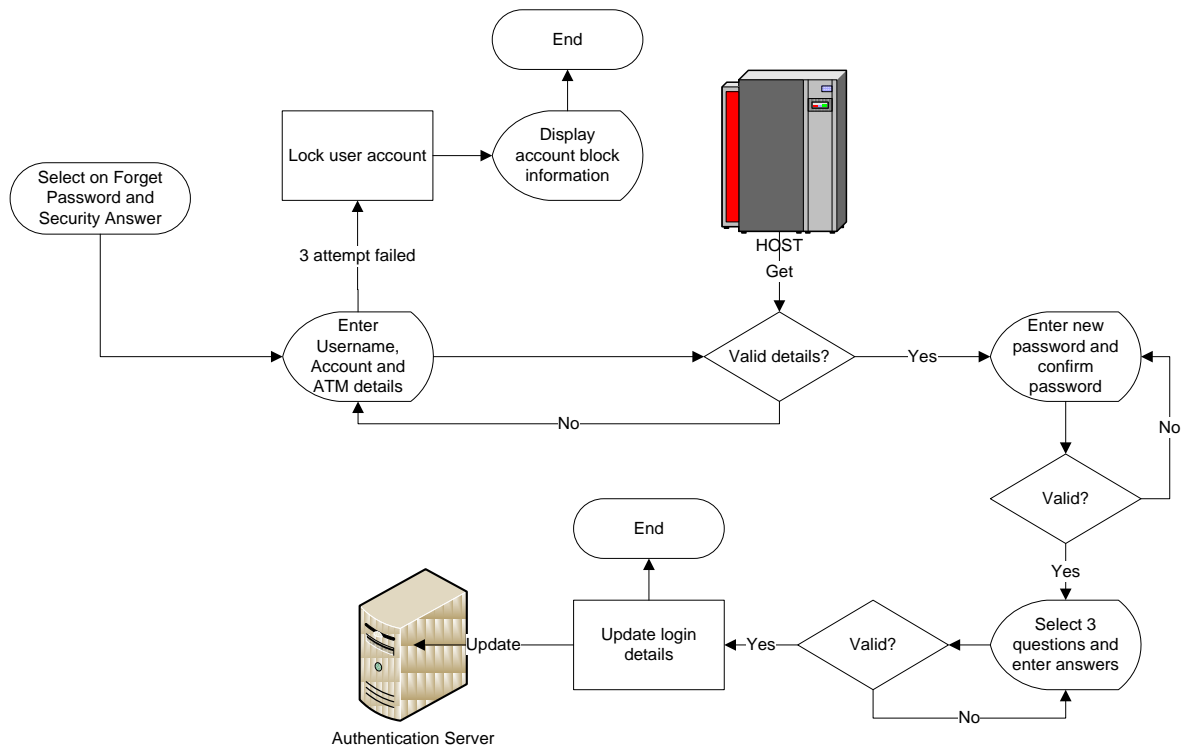 End
Display
account block
information
Lock user account
Select on Forget
Password and
Security Answer
3 attempt failed
HOST
Get
Enter
Username,
Account and
ATM details
Valid details?
Yes
Enter new
password and
confirm
password
No
No
Valid?
Yes
End
Select 3
questions and
enter answers
Valid?
Yes
Update login
details
Update
No
Authentication Server